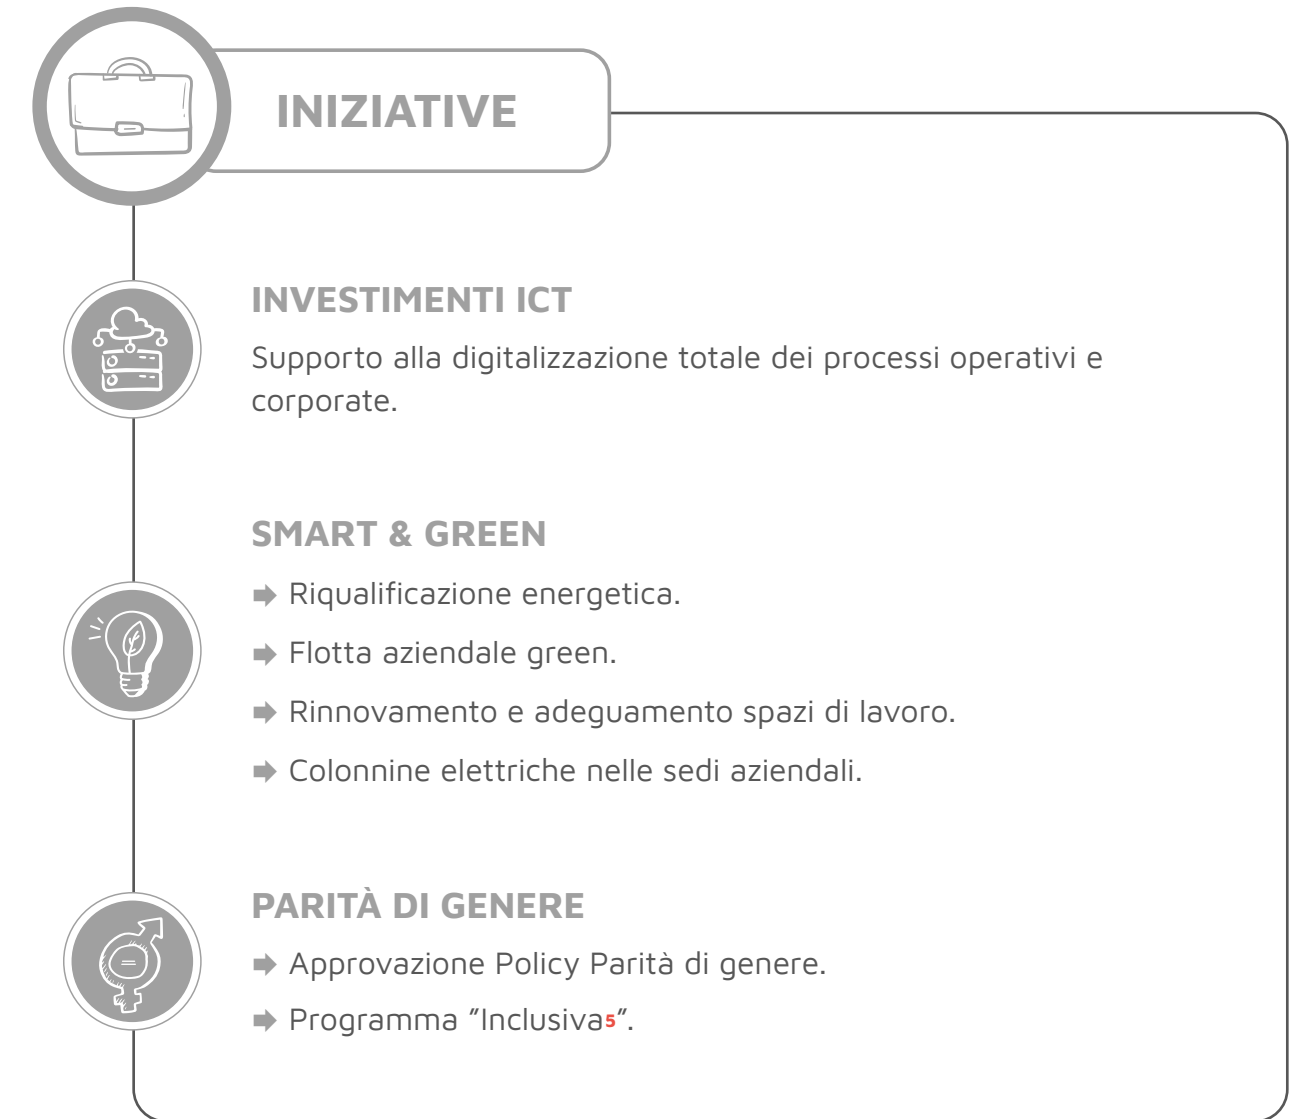 INIZIATIVE
INVESTIMENTI ICT
Supporto alla digitalizzazione totale dei processi operativi e
corporate.
SMART & GREEN
Riqualificazione energetica.
Flotta aziendale green.
Rinnovamento e adeguamento spazi di lavoro.
Colonnine elettriche nelle sedi aziendali.
PARITÀ DI GENERE
Approvazione Policy Parità di genere.
Programma "Inclusiva5".